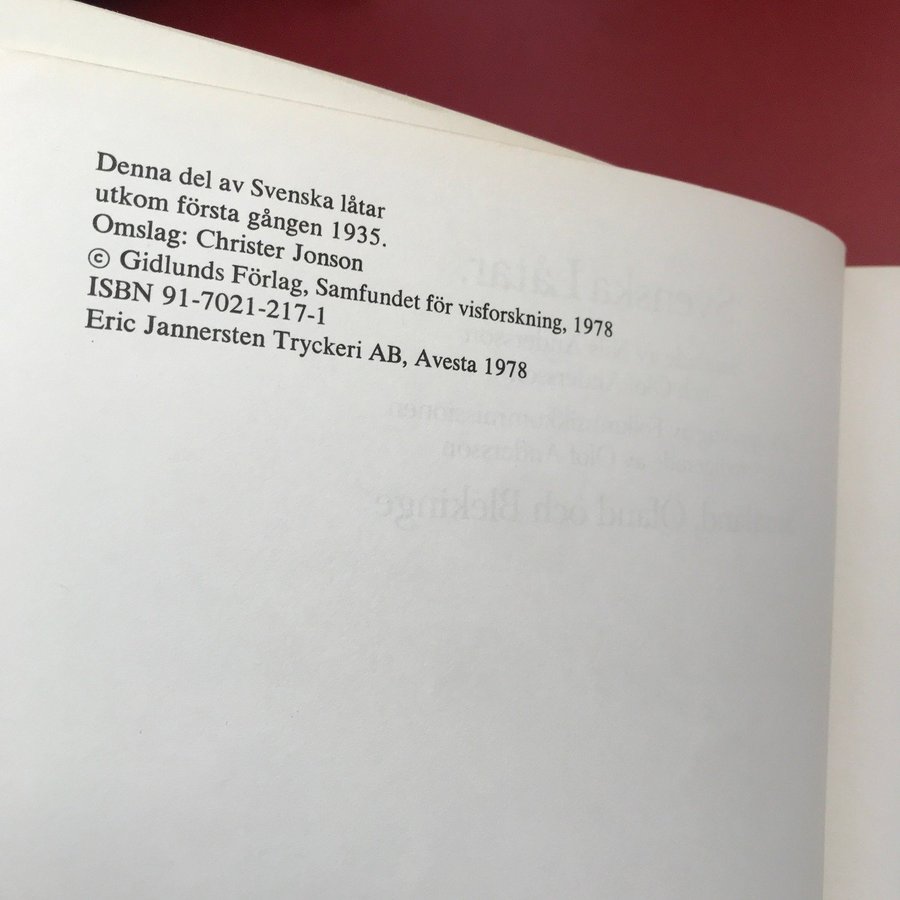 Denna del av Svenska låtar
utkom första gången 1935.
Omslag: Christer Jonson
© Gidlunds Förlag, Samfundet för visforskning, 1978
ISBN 91-7021-217-1
Eric Jannersten Tryckeri AB, Avesta 1978